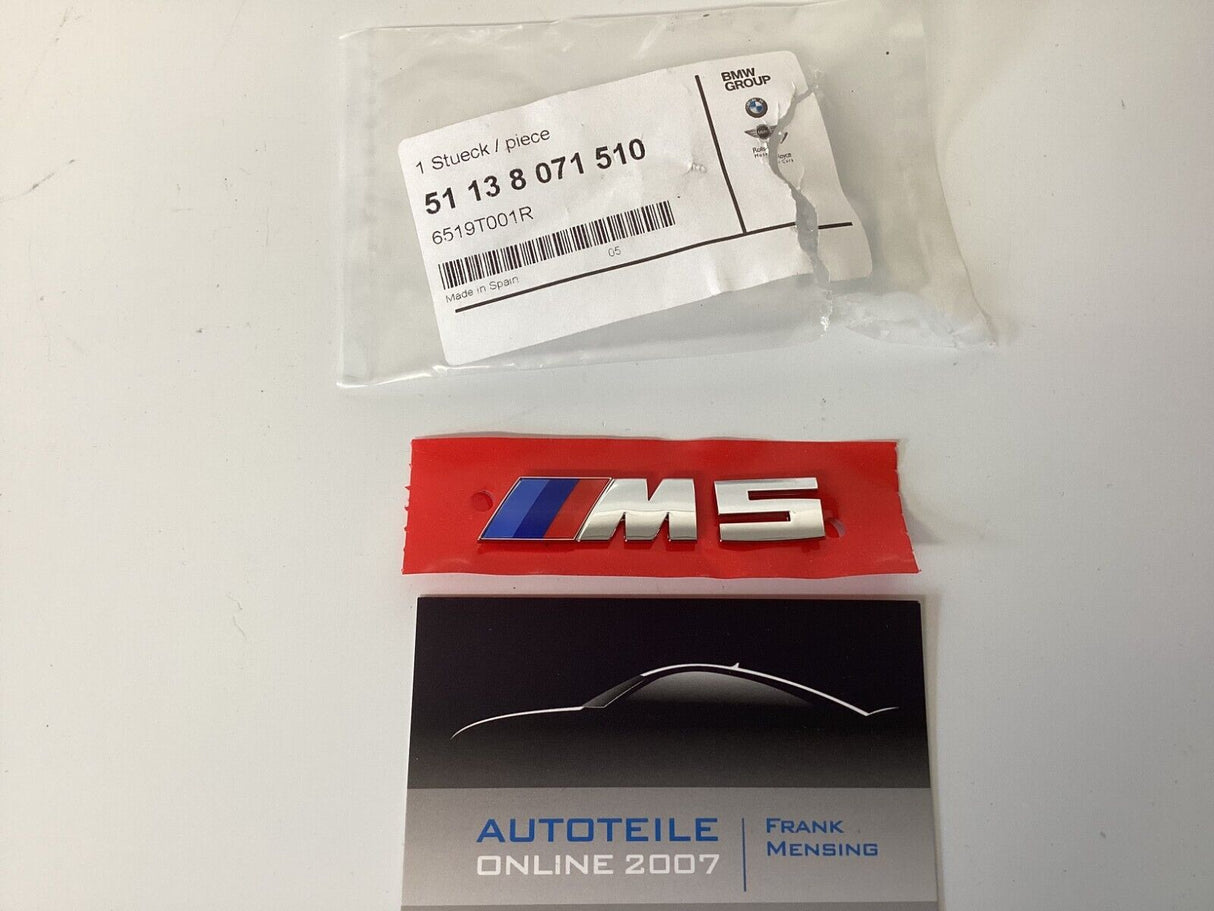 1 Stueck / piece
51 13 8 071 510
6519T001R
Made in Spain
05
BMW
GROUP
M5
AUTOTEILE
ONLINE 2007
FRANK
MENSING